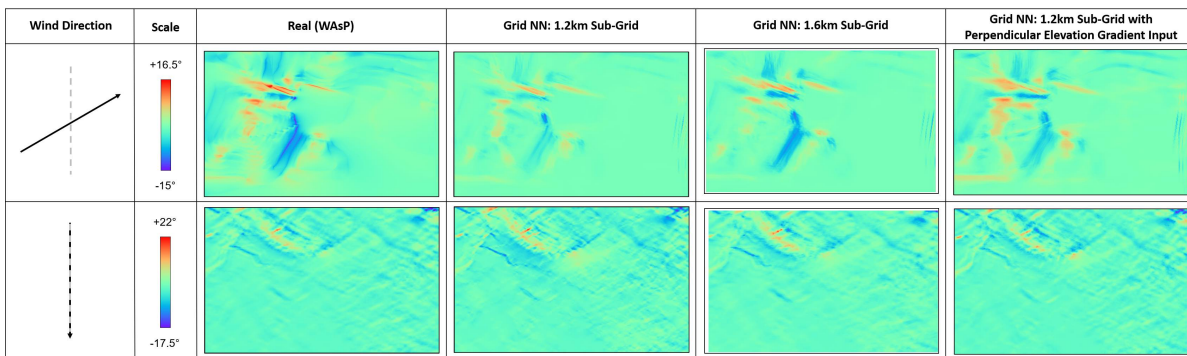 Wind Direction
Scale
Real (WAsP)
Grid NN: 1.2km Sub-Grid
Grid NN: 1.6km Sub-Grid
Grid NN: 1.2km Sub-Grid with
Perpendicular Elevation Gradient Input
+16.5°
-15°
+22°
-17.5°